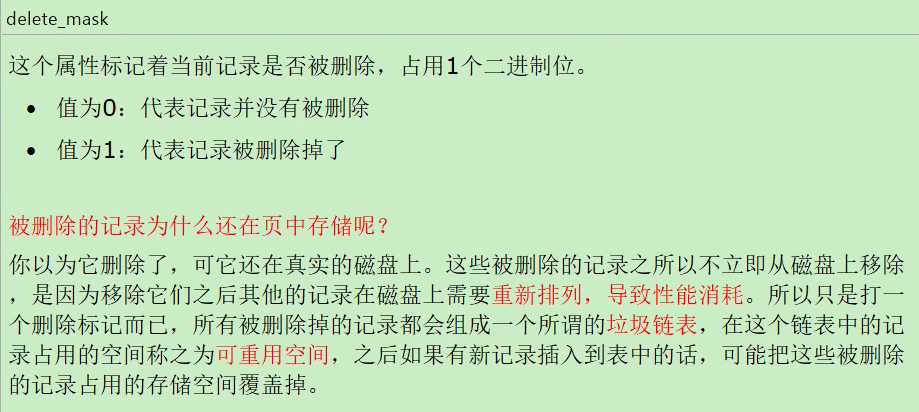 delete_mask
这个属性标记着当前记录是否被删除，占用1个二进制位。
• 值为0：代表记录并没有被删除
• 值为1：代表记录被删除掉了
被删除的记录为什么还在页中存储呢？
你以为它删除了，可它还在真实的磁盘上。这些被删除的记录之所以不立即从磁盘上移除
，是因为移除它们之后其他的记录在磁盘上需要重新排列，导致性能消耗。所以只是打一
个删除标记而已，所有被删除掉的记录都会组成一个所谓的垃圾链表，在这个链表中的记
录占用的空间称之为可重用空间，之后如果有新记录插入到表中的话，可能把这些被删除
的记录占用的存储空间覆盖掉。